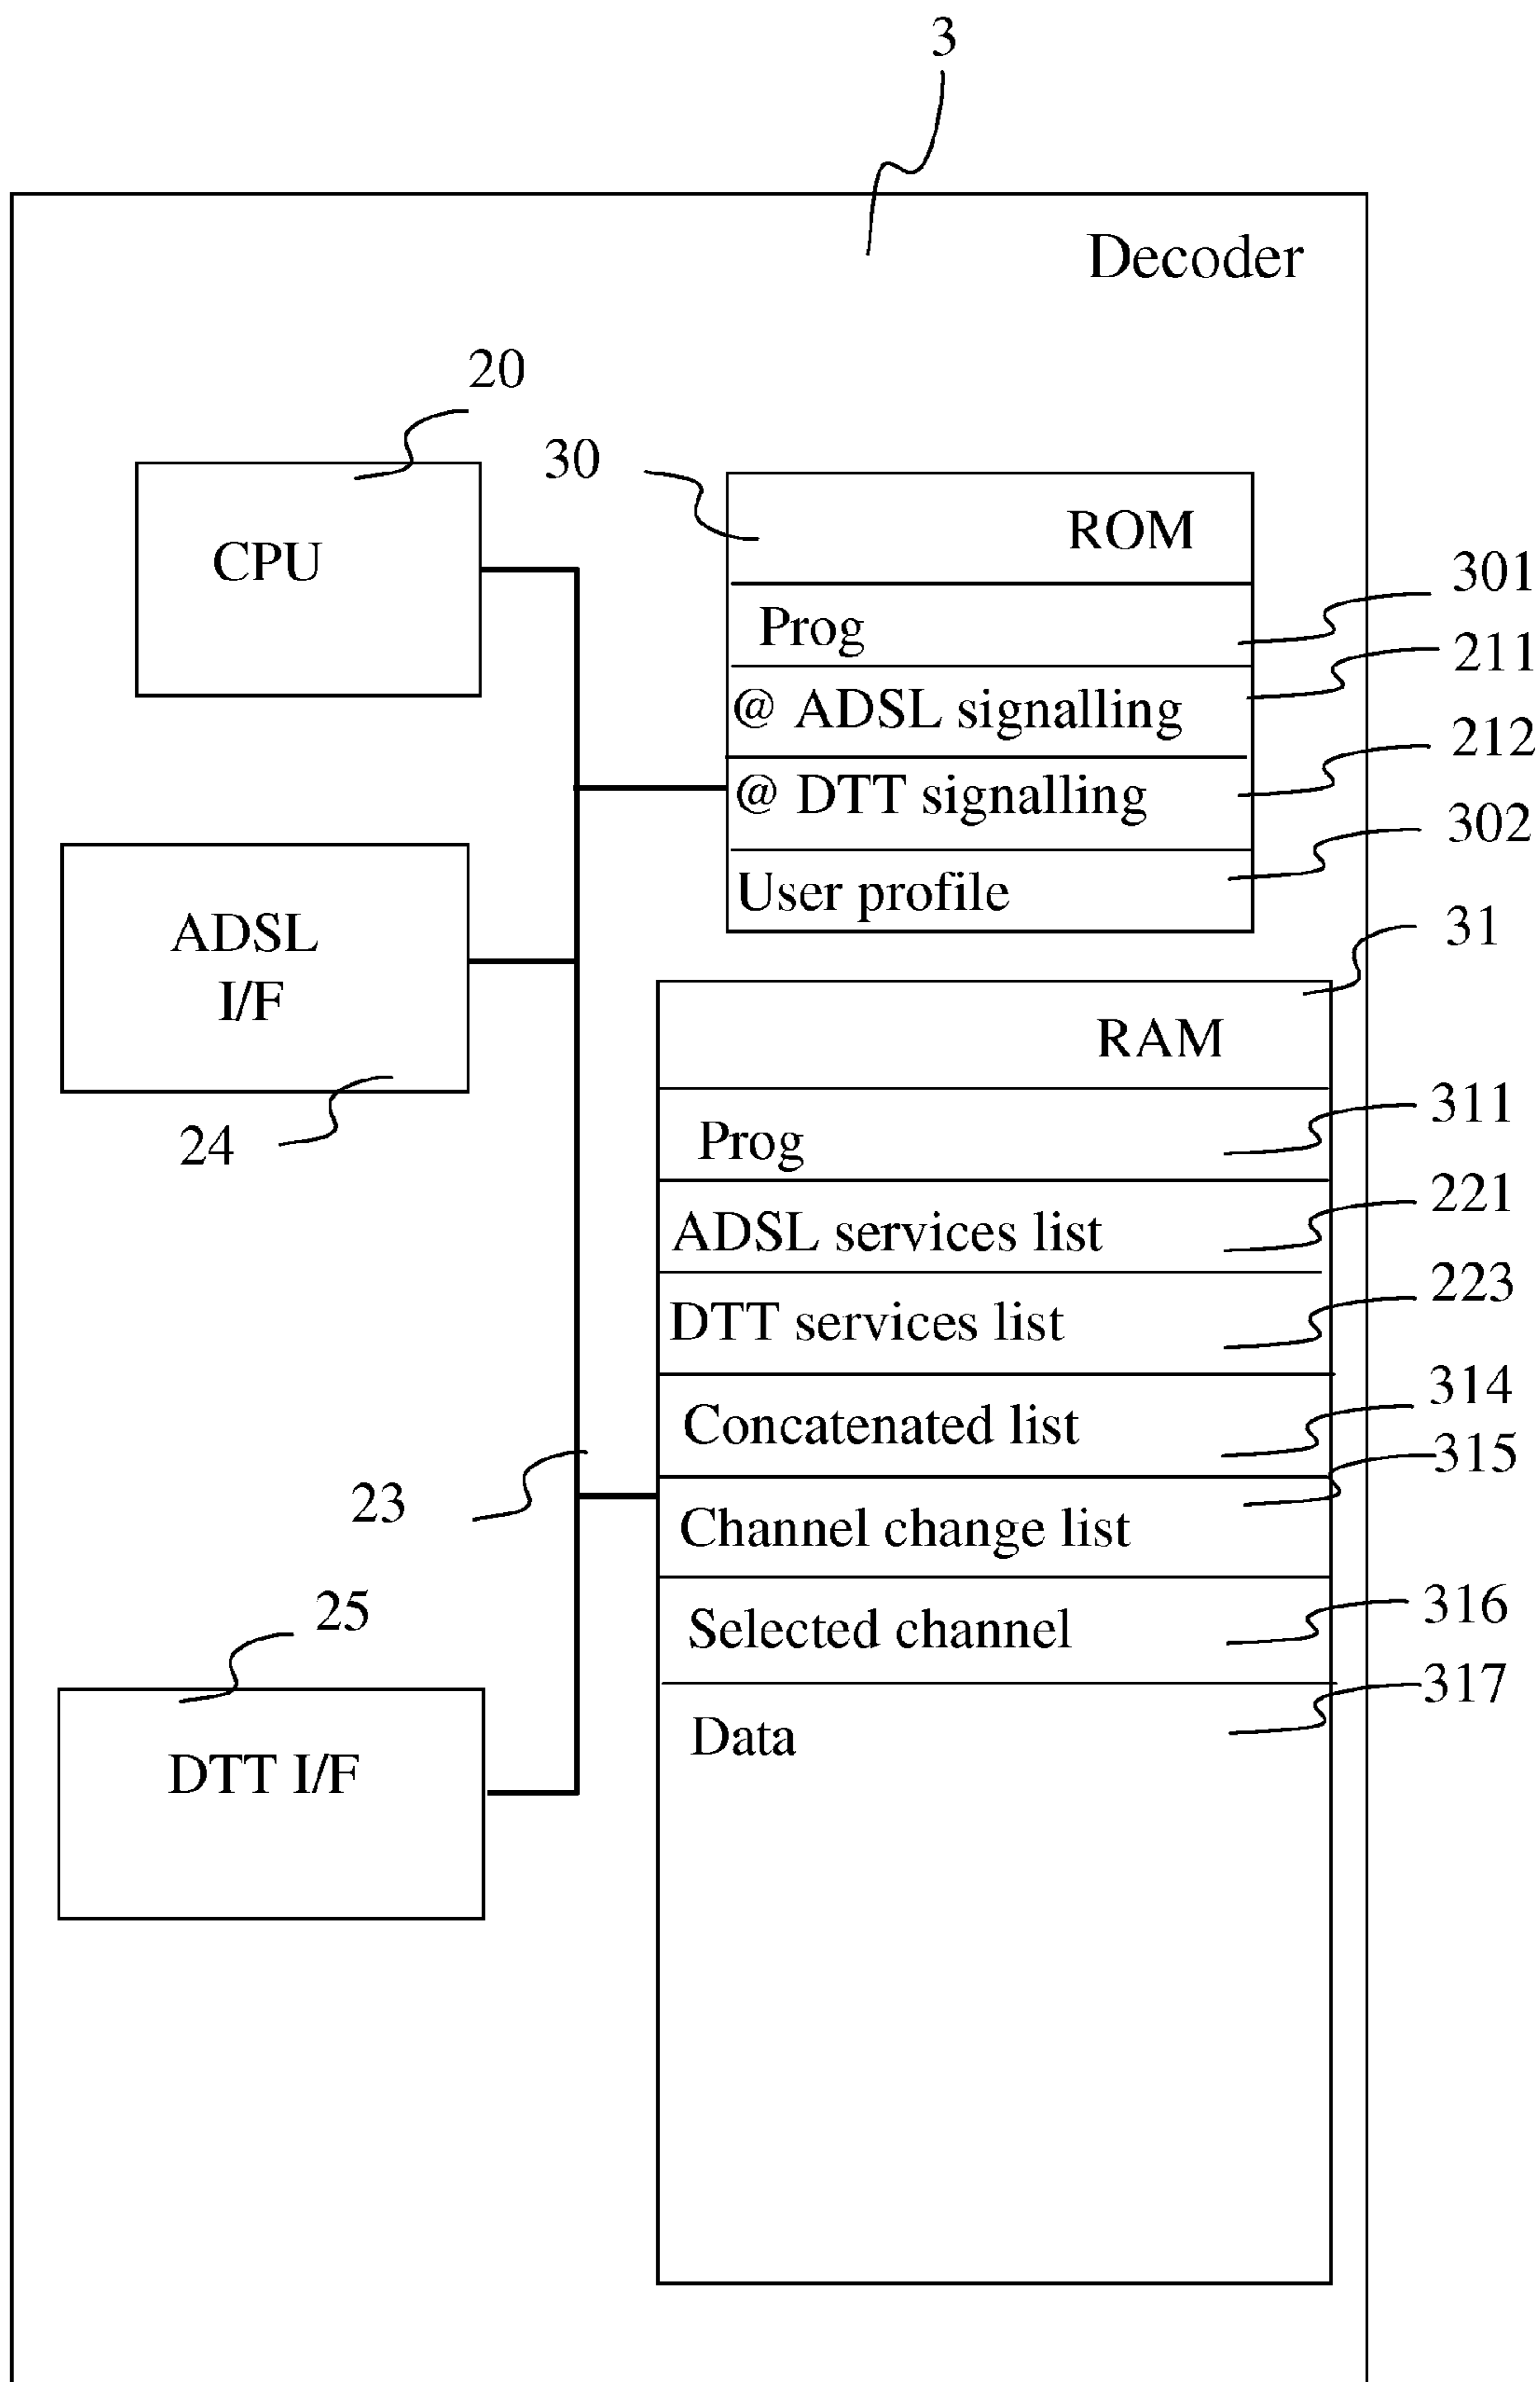 3
Decoder
20
30
CPU
ROM
301
Prog
211
@ ADSL signalling
212
@ DTT signalling
302
User profile
31
ADSL
I/F
24
RAM
311
Prog
221
ADSL services list
223
DTT services list
314
Concatenated list
315
23
Channel change list
25
316
Selected channel
317
Data
DTT I/F